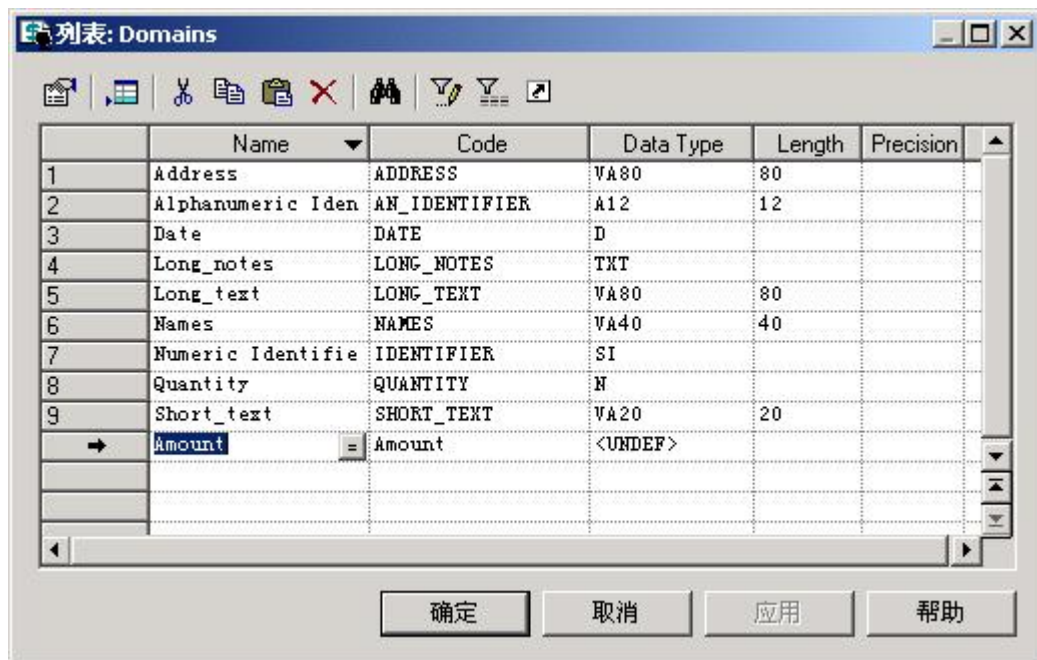 列表: Domains
Name Code Data Type Length Precision
1 Address ADDRESS VA80 80
2 Alphanumeric Iden AN_IDENTIFIER A12 12
3 Date DATE D
4 Long_notes LONG_NOTES TXT
5 Long_text LONG_TEXT VA80 80
6 Names NAMES VA40 40
7 Numeric Identifie IDENTIFIER SI
8 Quantity QUANTITY N
9 Short_text SHORT_TEXT VA20 20
Amount = Amount <UNDEF>
确定 取消 应用 帮助